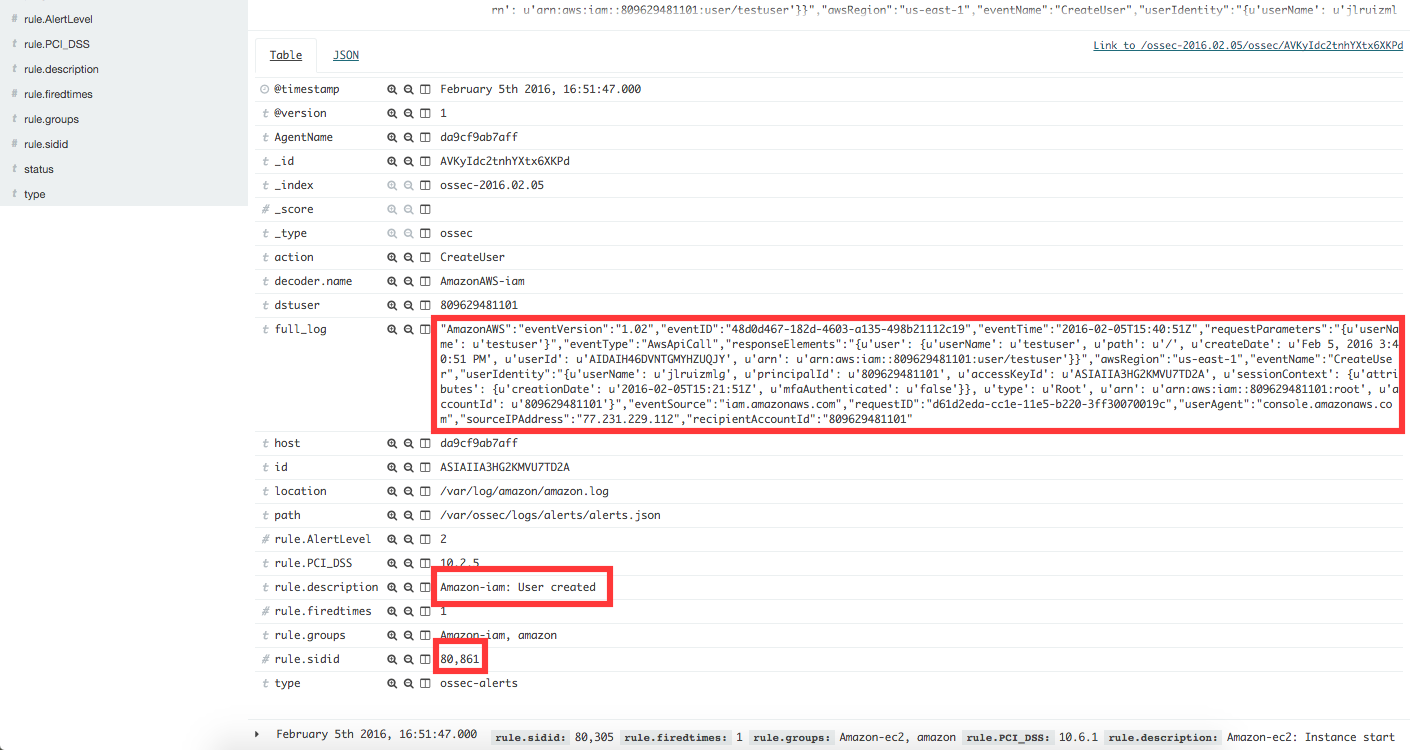 rn': u'arn:aws:iam::809629481101:user/testuser'}}","awsRegion":"us-east-1","eventName":"CreateUser","userIdentity":"{u'userName': u'jlruizml
# rule.AlertLevel
t rule.PCI_DSS
t rule.description
# rule.firedtimes
t rule.groups
# rule.sidid
t status
t type
Table JSON
Link to /ossec-2016.02.05/ossec/AVKyIdc2tnhYXtx6XKPd
@timestamp February 5th 2016, 16:51:47.000
t @version 1
t AgentName da9cf9ab7aff
t _id AVKyIdc2tnhYXtx6XKPd
t _index ossec-2016.02.05
# _score
t _type ossec
t action CreateUser
t decoder.name AmazonAWS-iam
t dstuser 809629481101
t full_log "AmazonAWS":"eventVersion":"1.02","eventID":"48d0d467-182d-4603-a135-498b21112c19","eventTime":"2016-02-05T15:40:51Z","requestParameters":"{u'userNa
me': u'testuser'}","eventType":"AwsApiCall","responseElements":"{u'user': {u'userName': u'testuser', u'path': u'/', u'createDate': u'Feb 5, 2016 3:4
0:51 PM', u'userId': u'AIDAIH46DVNTGMYHZUQJY', u'arn': u'arn:aws:iam::809629481101:user/testuser'}}","awsRegion":"us-east-1","eventName":"CreateUse
r","userIdentity":"{u'userName': u'jlruizmlg', u'principalId': u'809629481101', u'accessKeyId': u'ASIAIIA3HG2KMVU7TD2A', u'sessionContext': {u'attri
butes': {u'creationDate': u'2016-02-05T15:21:51Z', u'mfaAuthenticated': u'false'}}, u'type': u'Root', u'arn': u'arn:aws:iam::809629481101:root', u'a
ccountId': u'809629481101'}","eventSource":"iam.amazonaws.com","requestID":"d61d2eda-cc1e-11e5-b220-3ff30070019c","userAgent":"console.amazonaws.co
m","sourceIPAddress":"77.231.229.112","recipientAccountId":"809629481101"
t host da9cf9ab7aff
t id ASIAIIA3HG2KMVU7TD2A
t location /var/log/amazon/amazon.log
t path /var/ossec/logs/alerts/alerts.json
# rule.AlertLevel 2
t rule.PCI_DSS 10.2.5
t rule.description Amazon-iam: User created
# rule.firedtimes 1
t rule.groups Amazon-iam, amazon
# rule.sidid 80,861
t type ossec-alerts
February 5th 2016, 16:51:47.000 rule.sidid: 80,305 rule.firedtimes: 1 rule.groups: Amazon-ec2, amazon rule.PCI_DSS: 10.6.1 rule.description: Amazon-ec2: Instance start